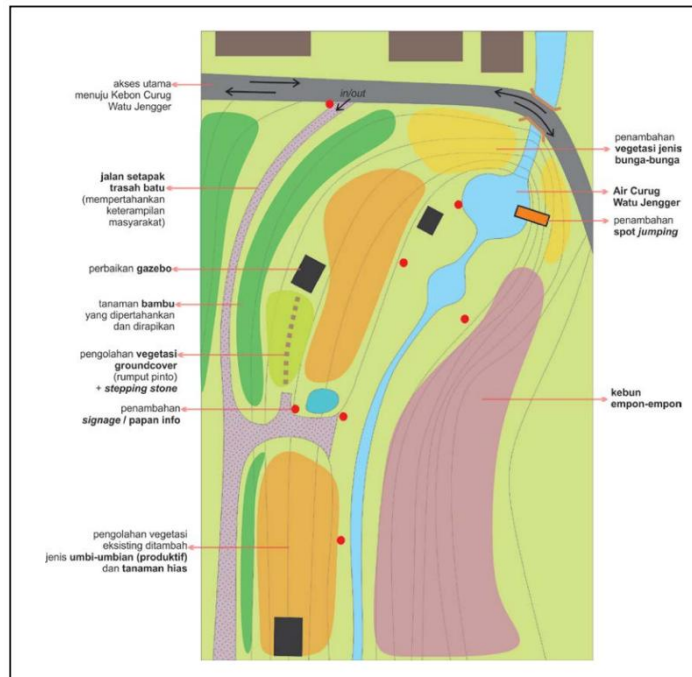 akses utama
menuju Kebon Curug
Watu Jengger
in/out
jalan setapak
trasah batu
(mempertahankan
keterampilan
masyarakat)
perbaikan gazebo
tanaman bambu
yang dipertahankan
dan dirapikan
pengolahan vegetasi
groundcover
(rumput pinto)
+ stepping stone
penambahan
signage / papan info
pengolahan vegetasi
eksisting ditambah
jenis umbi-umbian (produktif)
dan tanaman hias
penambahan
vegetasi jenis
bunga-bunga
Air Curug
Watu Jengger
penambahan
spot jumping
kebun
empon-empon